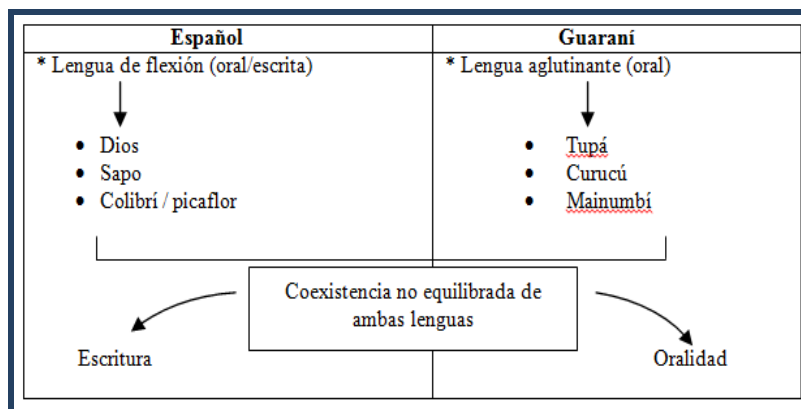 Español
Guaraní
* Lengua de flexión (oral/escrita)
* Lengua aglutinante (oral)
• Dios
• Sapo
• Colibrí / picaflor
• Tupá
• Curucú
• Mainumbí
Coexistencia no equilibrada de
ambas lenguas
Escritura
Oralidad